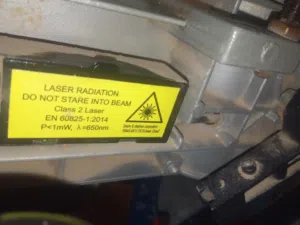 LASER RADIATION
DO NOT STARE INTO BEAM
Class 2 Laser
EN 60825-1:2014
P<1mW, λ=650nm